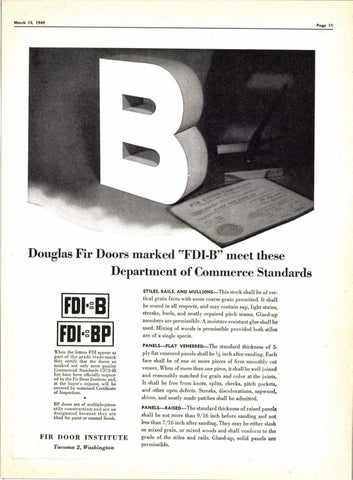 March 15, 1949
Page 11
B
FIR DOOR INSTITUTE
Douglas Fir Doors marked "FDI-B" meet these
Department of Commerce Standards
FDI B
FDI BP
When the letters FDI appear as
part of the grade trade-mark
they certify that the doors so
marked not only meet quality
Commercial Standards
but have been officially inspect-
ed by the Fir Door Institute and,
at the buyer's request, will be
covered by notarized Certificate
of Inspection.
BP doors are of multiple-piece
stile construction; and are so
designated because they are
ideal for paint or enamel finish.
FIR DOOR INSTITUTE
Tacoma 2, Washington
STILES, RAILS, AND MULLIONS—This stock shall be of ver-
tical grain faces with some coarse grain permitted. It shall
be sound in all respects, and may contain sap, light stains,
streaks, burls, and neatly repaired pitch seams. Glued-up
members are permissible. A moisture-resistant glue shall be
used. Mixing of woods is permissible provided both stiles
are of a single specie.
PANELS—FLAT VENEERED—The standard thickness of 3-
ply flat veneered panels shall be ¼ inch after sanding. Each
face shall be of one or more pieces of firm smoothly cut
veneer. When of more than one piece, it shall be well joined
and reasonably matched for grain and color at the joints.
It shall be free from knots, splits, checks, pitch pockets,
and other open defects. Streaks, discolorations, sapwood,
shims, and neatly made patches shall be admitted.
PANELS—RAISED—The standard thickness of raised panels
shall be not more than 9/16 inch before sanding and not
less than 7/16 inch after sanding. They may be either slash
or mixed grain, or mixed woods and shall conform to the
grade of the stiles and rails. Glued-up, solid panels are
permissible.